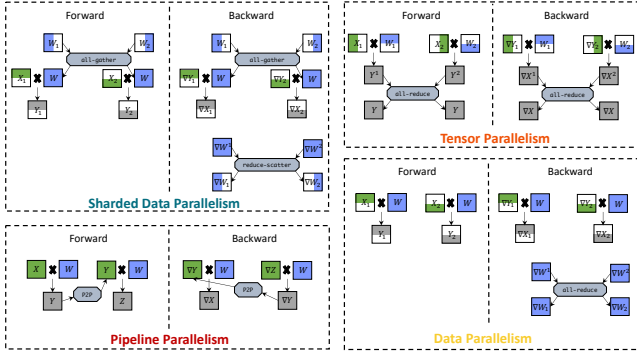 Forward Backward
W₁ W₂ W₁ W₂
all-gather all-gather
X₁ ✖ W X₂ ✖ W ∇Y₁ ✖ W ∇Y₂ ✖ W
Y₁ Y₂ ∇X₁ ∇X₂
∇W¹ ∇W²
reduce-scatter
∇W₁ ∇W₂
Sharded Data Parallelism
Forward Backward
X₁ ✖ W₁ X₂ ✖ W₂ ∇Y₁ ✖ W₁ ∇Y₂ ✖ W₂
Y¹ Y² ∇X¹ ∇X²
all-reduce all-reduce
Y Y ∇X ∇X
Tensor Parallelism
Forward Backward
X ✖ W Y ✖ W ∇Y ✖ W ∇Z ✖ W
P2P P2P
Y Z ∇X ∇Y
Pipeline Parallelism
Forward Backward
X₁ ✖ W X₂ ✖ W ∇Y₁ ✖ W ∇Y₂ ✖ W
Y₁ Y₂ ∇X₁ ∇X₂
∇W¹ ∇W²
all-reduce
∇W₁ ∇W₂
Data Parallelism